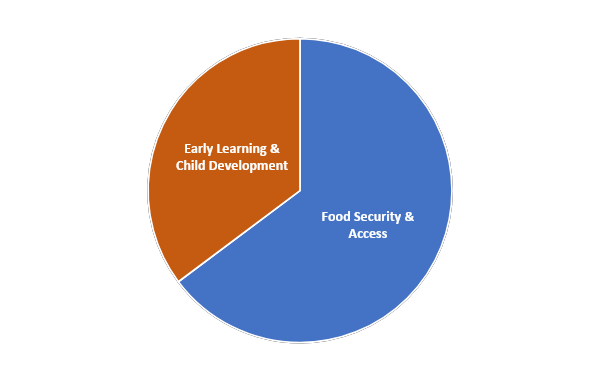 Early Learning &
Child Development
Food Security &
Access